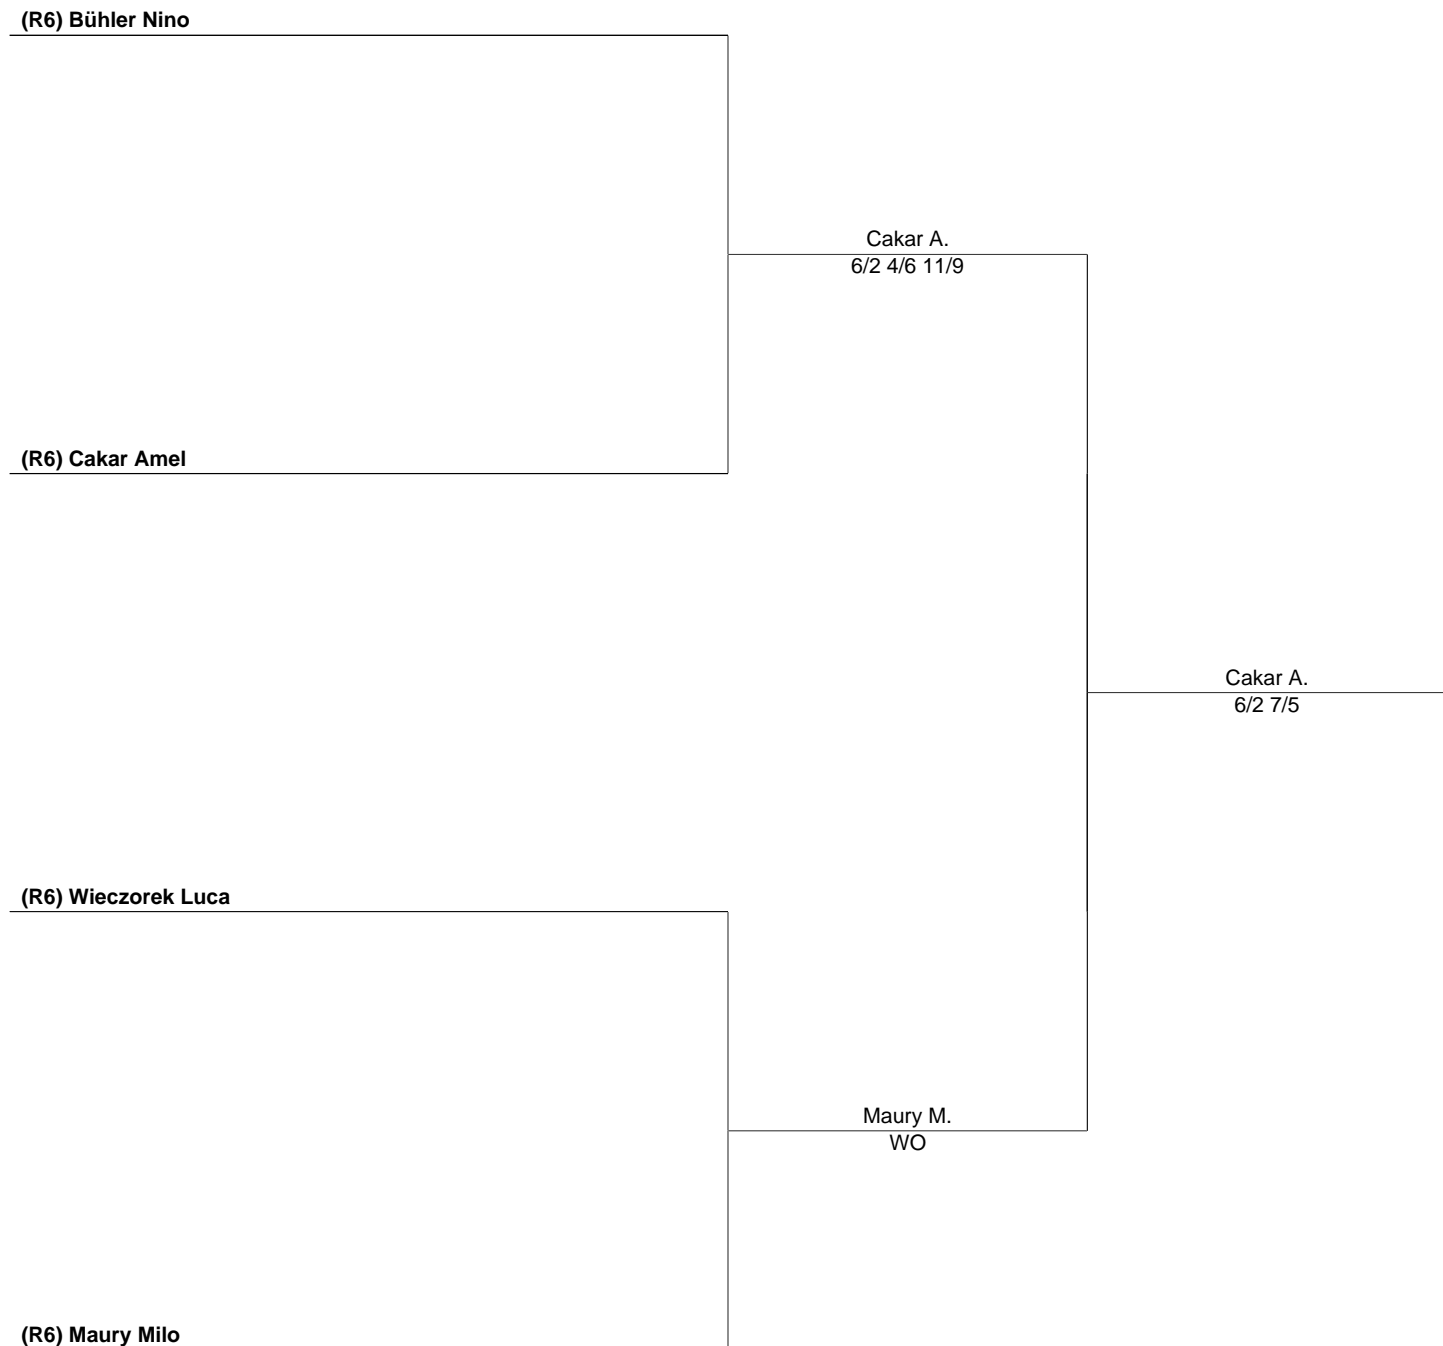 (R6) Bühler Nino
Cakar A.
6/2 4/6 11/9
(R6) Cakar Amel
Cakar A.
6/2 7/5
(R6) Wieczorek Luca
Maury M.
WO
(R6) Maury Milo